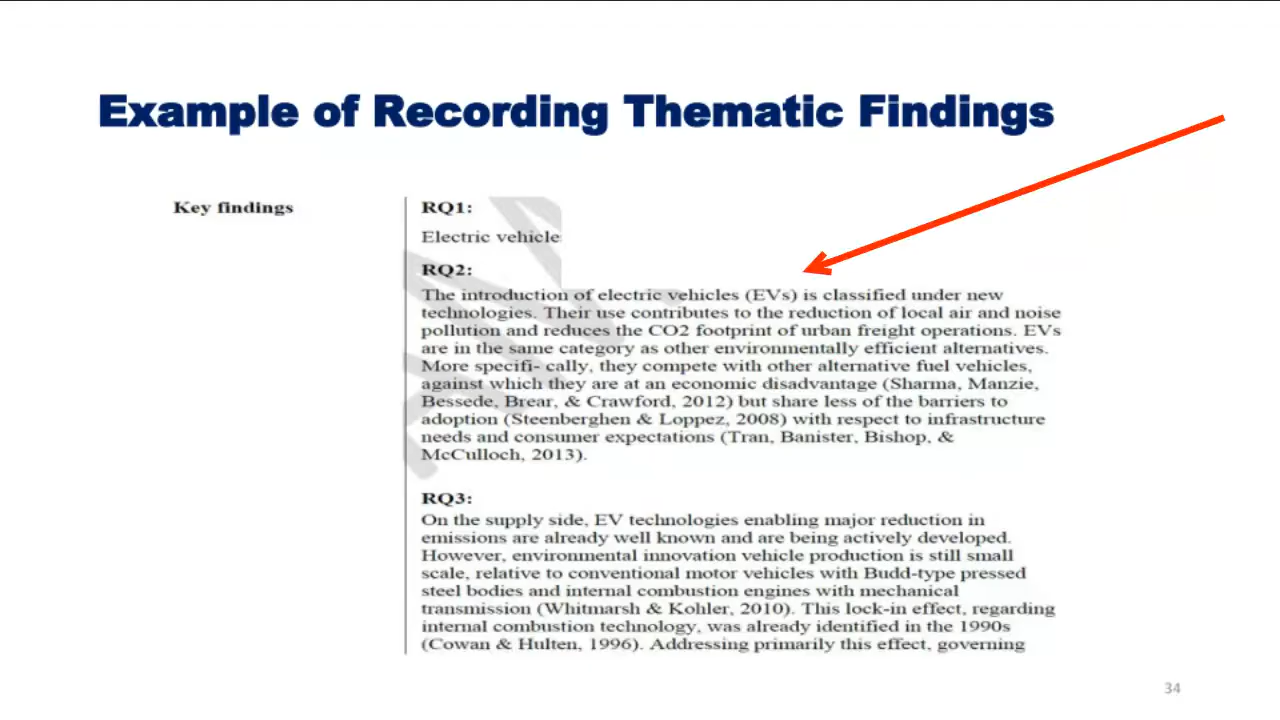 Example of Recording Thematic Findings
Key findings
RQ1:
Electric vehicle
RQ2:
The introduction of electric vehicles (EVs) is classified under new
technologies. Their use contributes to the reduction of local air and noise
pollution and reduces the CO2 footprint of urban freight operations. EVs
are in the same category as other environmentally efficient alternatives.
More specifi- cally, they compete with other alternative fuel vehicles,
against which they are at an economic disadvantage (Sharma, Manzie,
Bessede, Brear, & Crawford, 2012) but share less of the barriers to
adoption (Steenberghen & Loppez, 2008) with respect to infrastructure
needs and consumer expectations (Tran, Banister, Bishop, &
McCulloch, 2013).
RQ3:
On the supply side, EV technologies enabling major reduction in
emissions are already well known and are being actively developed.
However, environmental innovation vehicle production is still small
scale, relative to conventional motor vehicles with Budd-type pressed
steel bodies and internal combustion engines with mechanical
transmission (Whitmarsh & Kohler, 2010). This lock-in effect, regarding
internal combustion technology, was already identified in the 1990s
(Cowan & Hulten, 1996). Addressing primarily this effect, governing
34